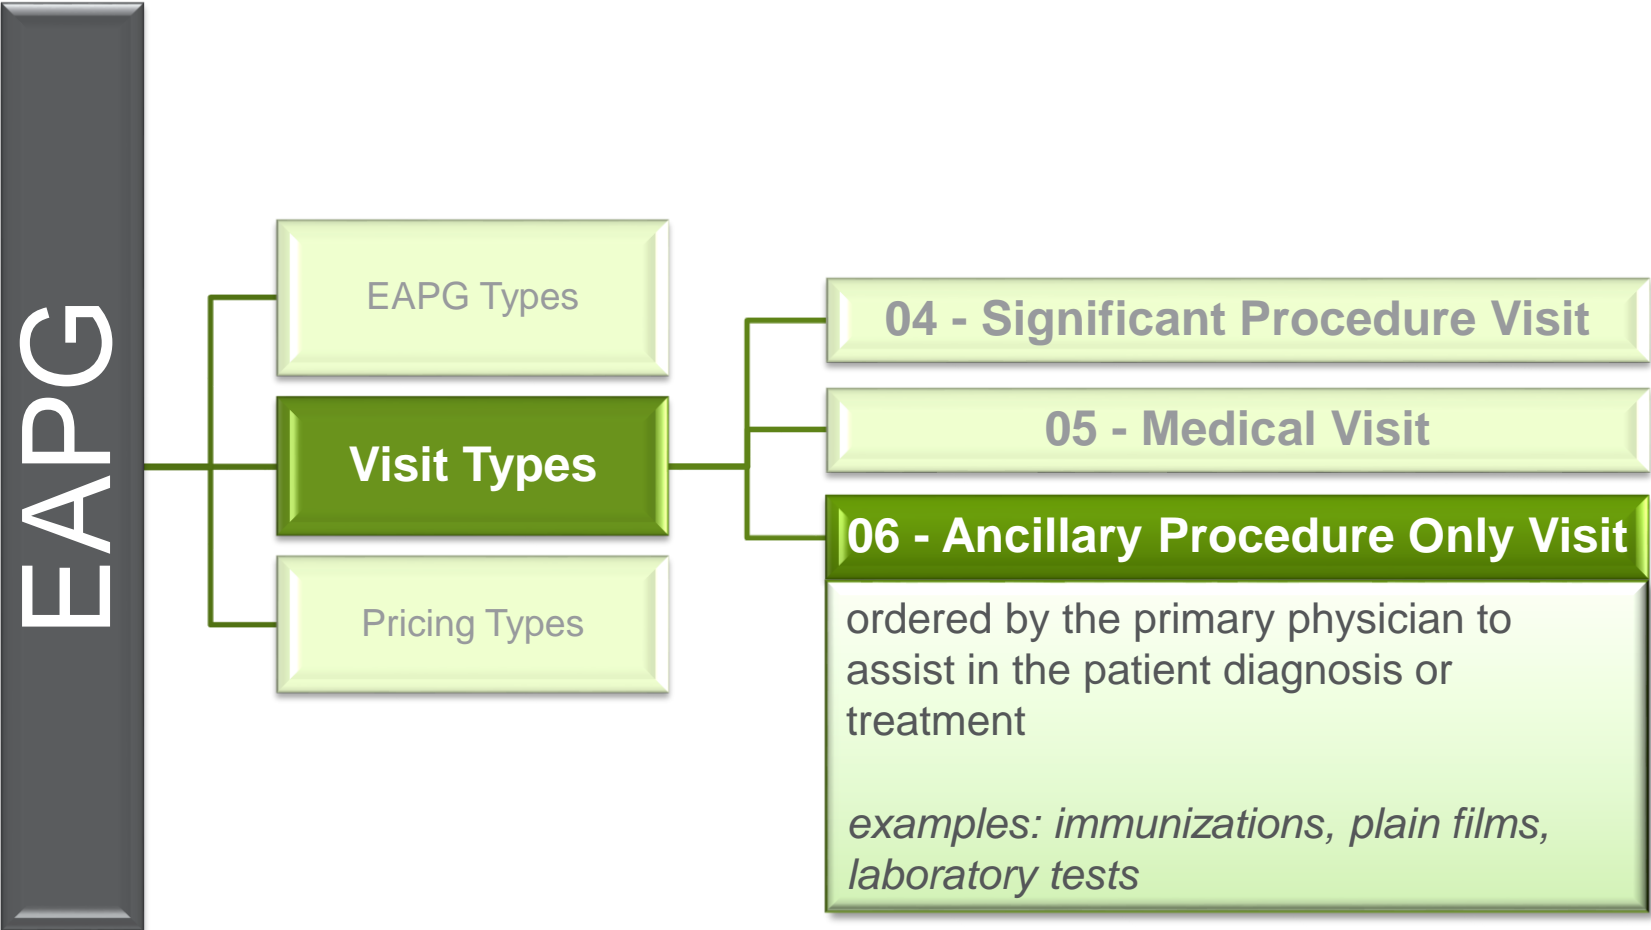 EAPG
EAPG Types
Visit Types
Pricing Types
04 - Significant Procedure Visit
05 - Medical Visit
06 - Ancillary Procedure Only Visit
ordered by the primary physician to
assist in the patient diagnosis or
treatment
examples: immunizations, plain films,
laboratory tests